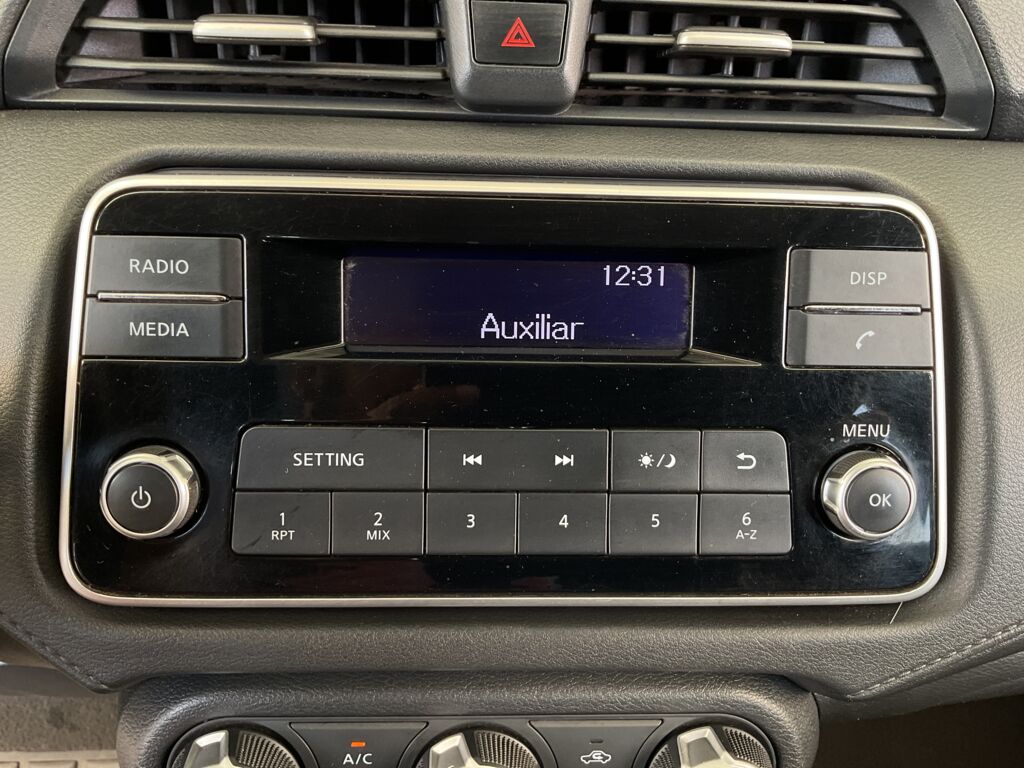 RADIO
MEDIA
12:31
Auxiliar
DISP
MENU
SETTING
OK
1
RPT
2
MIX
3
4
5
6
A-Z
A/C